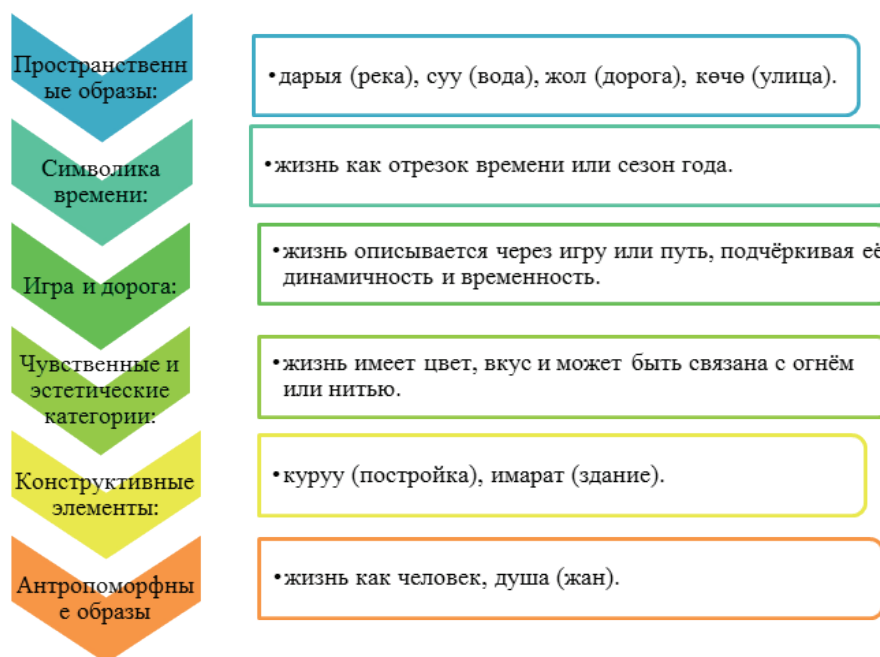 Пространственн
ые образы:
•дарыя (река), суу (вода), жол (дорога), көчө (улица).
Символика
времени:
•жизнь как отрезок времени или сезон года.
Игра и дорога:
•жизнь описывается через игру или путь, подчёркивая её
динамичность и временность.
Чувственные и
эстетические
категории:
•жизнь имеет цвет, вкус и может быть связана с огнём
или нитью.
Конструктивные
элементы:
•куруу (постройка), имарат (здание).
Антропоморфны
е образы
•жизнь как человек, душа (жан).